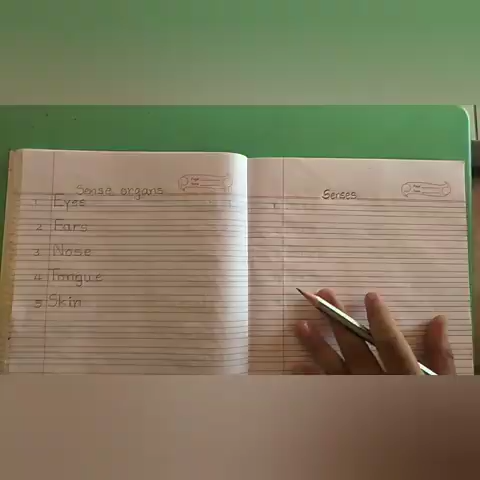 Sense organs
1. Eyes
2. Ears
3. Nose
4. Tongue
5. Skin
Senses
1.